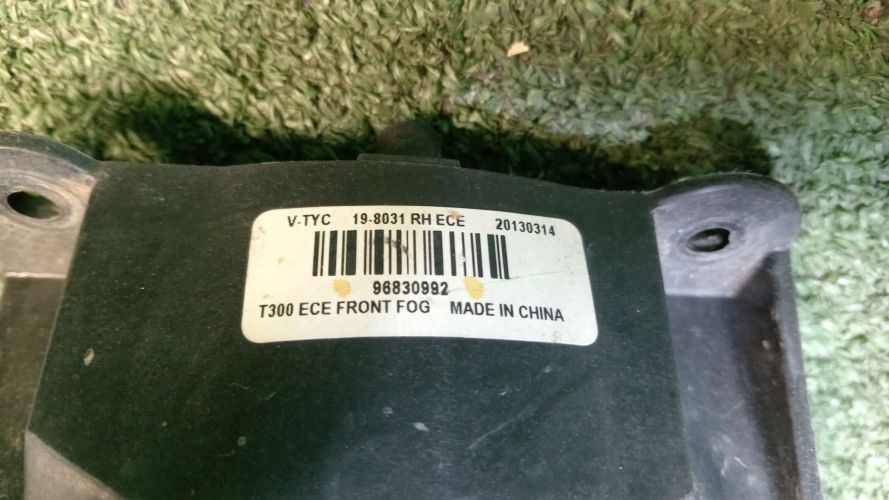 V-TYC 19-8031 RH ECE 20130314
96830992
T300 ECE FRONT FOG MADE IN CHINA